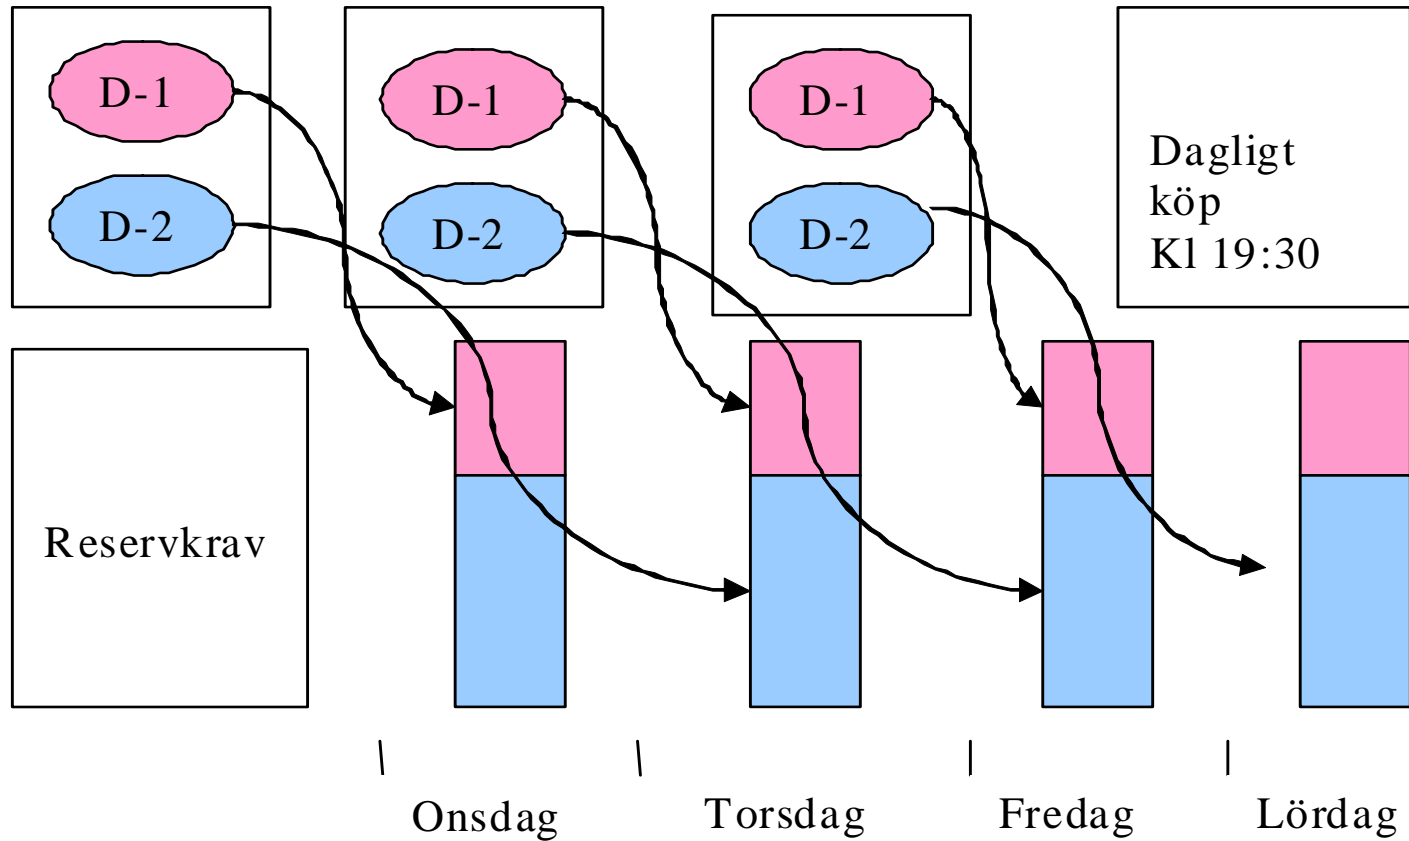 D-1
D-1
D-1
D-2
D-2
D-2
Dagligt
köp
Kl 19:30
Reservkrav
Onsdag
Torsdag
Fredag
Lördag